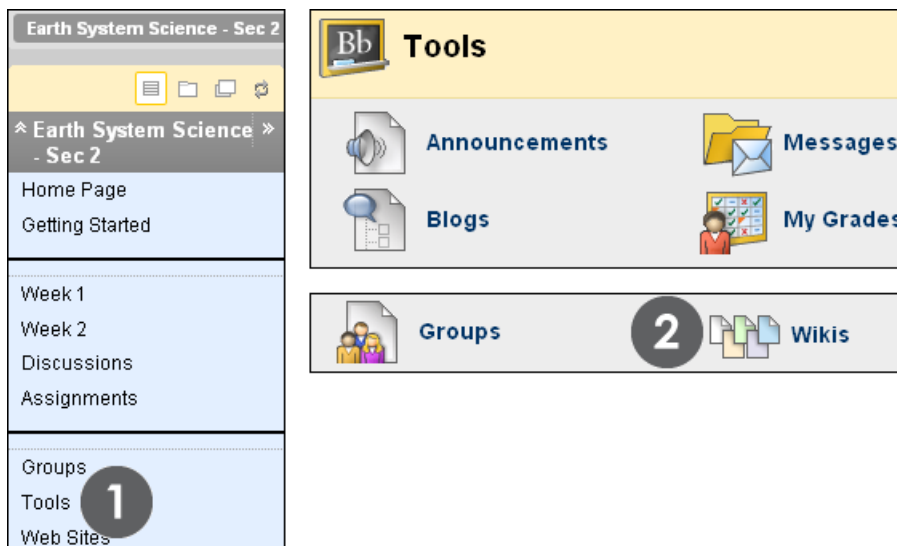 Earth System Science - Sec 2
Earth System Science
- Sec 2
Home Page
Getting Started
Week 1
Week 2
Discussions
Assignments
Groups
Tools
Web Sites
1
Bb
Tools
Announcements
Messages
Blogs
My Grades
Groups
2
Wikis